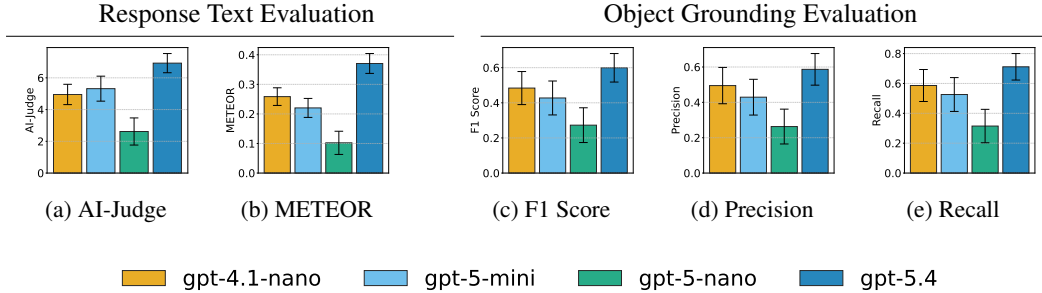 Response Text Evaluation
Object Grounding Evaluation
AI-Judge
0
2
4
6
METEOR
0.0
0.1
0.2
0.3
0.4
F1 Score
0.0
0.2
0.4
0.6
Precision
0.0
0.2
0.4
0.6
Recall
0.0
0.2
0.4
0.6
0.8
(a) AI-Judge
(b) METEOR
(c) F1 Score
(d) Precision
(e) Recall
gpt-4.1-nano
gpt-5-mini
gpt-5-nano
gpt-5.4